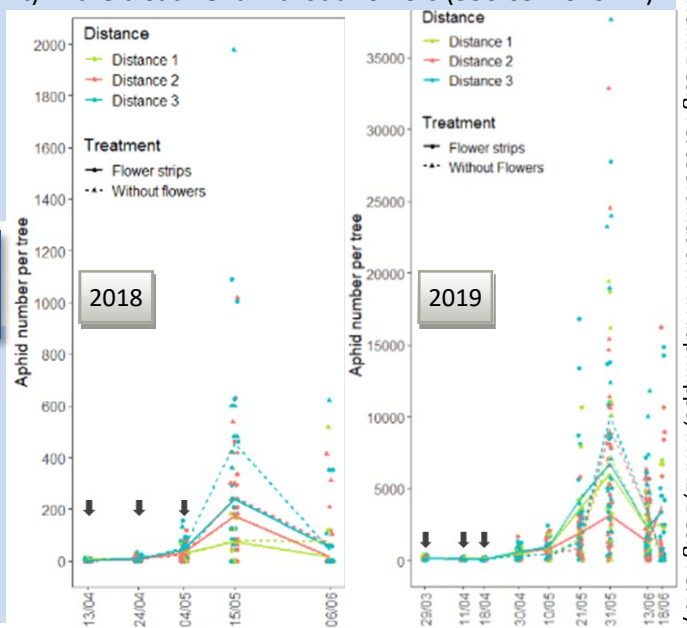 Distance
Distance 1
Distance 2
Distance 3
Treatment
Flower strips
Without flowers
Aphid number per tree
2000
1800
1600
1400
1200
1000
800
600
400
200
0
2018
13/04
24/04
04/05
15/05
06/06
Distance
Distance 1
Distance 2
Distance 3
Treatment
Flower strips
Without Flowers
Aphid number per tree
35000
30000
25000
20000
15000
10000
5000
0
2019
29/03
11/04
18/04
30/04
10/05
21/05
31/05
13/06
18/06